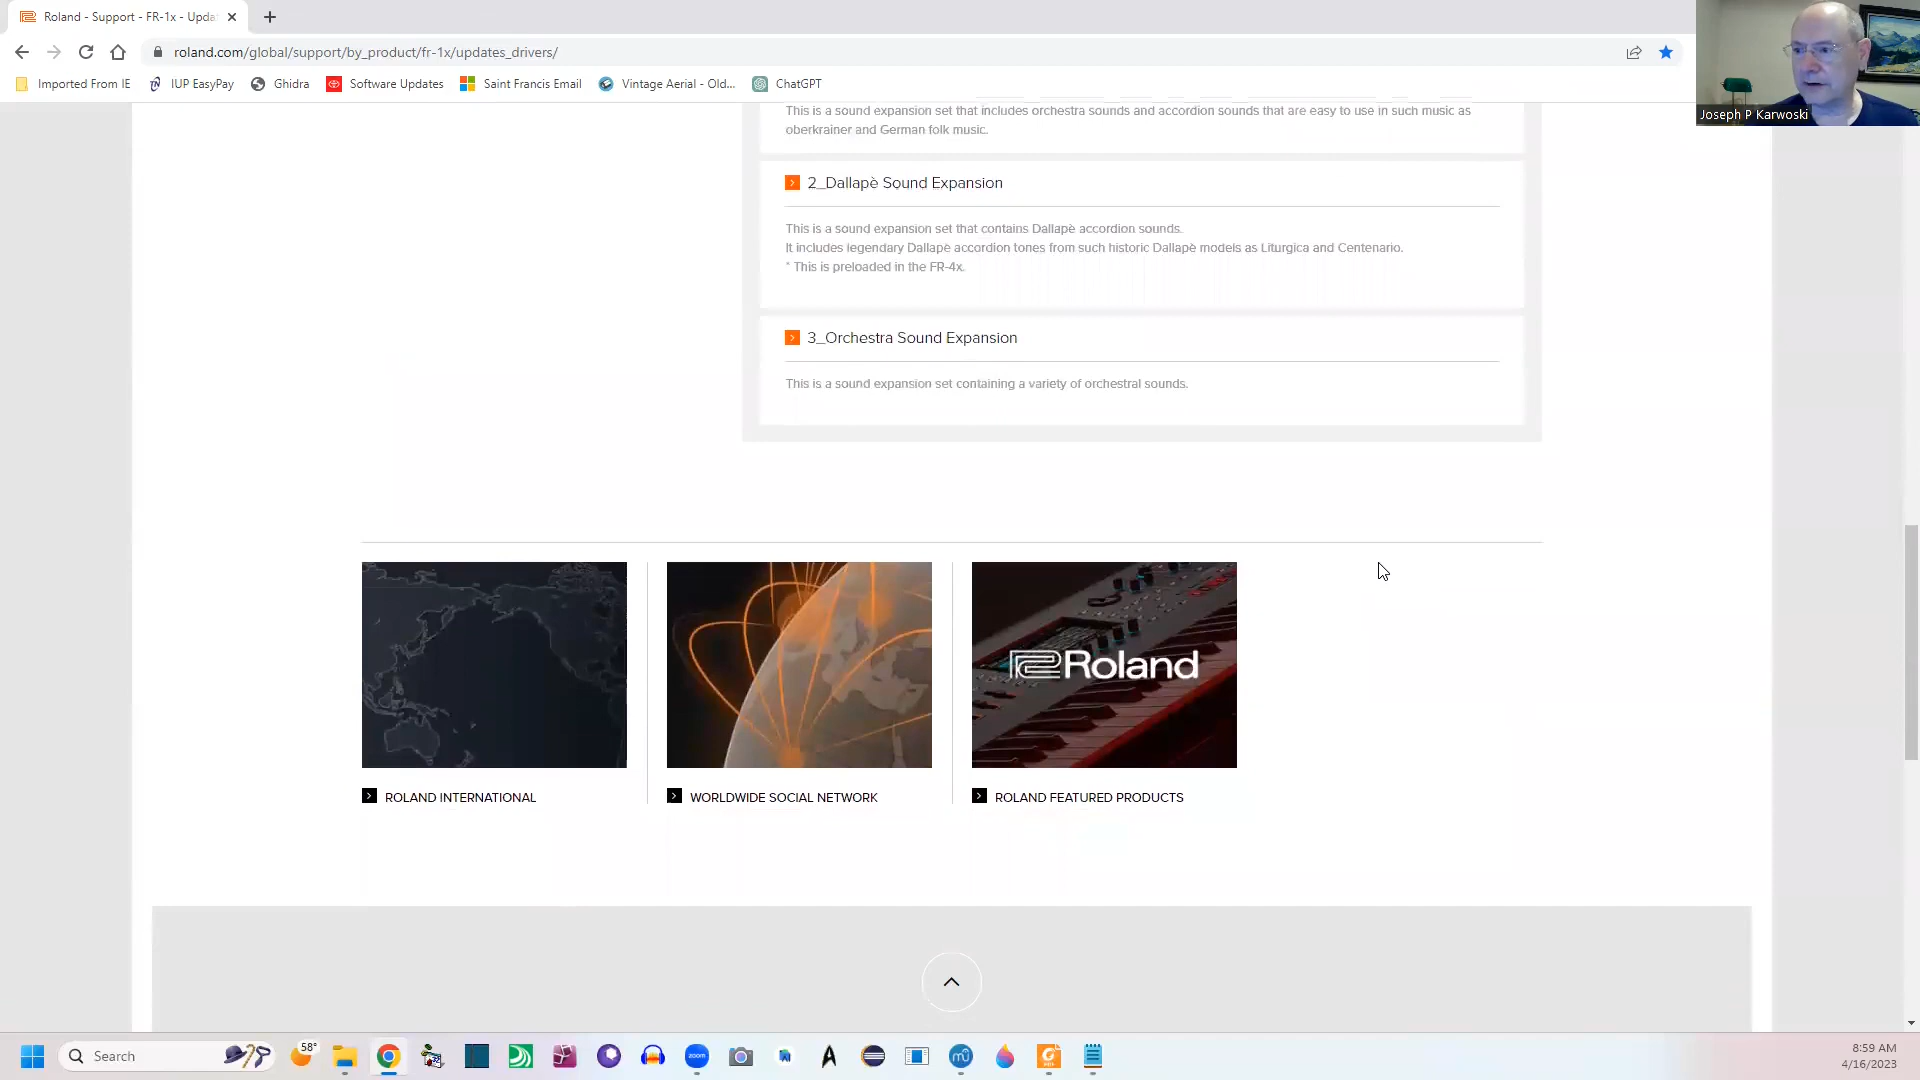 Roland - Support - FR-1x - Upda
roland.com/global/support/by_product/fr-1x/updates_drivers/
Imported From IE
IUP EasyPay
Ghidra
Software Updates
Saint Francis Email
Vintage Aerial - Old...
ChatGPT
Joseph P Karwoski
This is a sound expansion set that includes orchestra sounds and accordion sounds that are easy to use in such music as
oberkrainer and German folk music.
2_Dallapè Sound Expansion
This is a sound expansion set that contains Dallapè accordion sounds.
It includes legendary Dallapè accordion tones from such historic Dallapè models as Liturgica and Centenario.
* This is preloaded in the FR-4x.
3_Orchestra Sound Expansion
This is a sound expansion set containing a variety of orchestral sounds.
Roland
ROLAND INTERNATIONAL
WORLDWIDE SOCIAL NETWORK
ROLAND FEATURED PRODUCTS
Search
58°
zoom
8:59 AM
4/16/2023